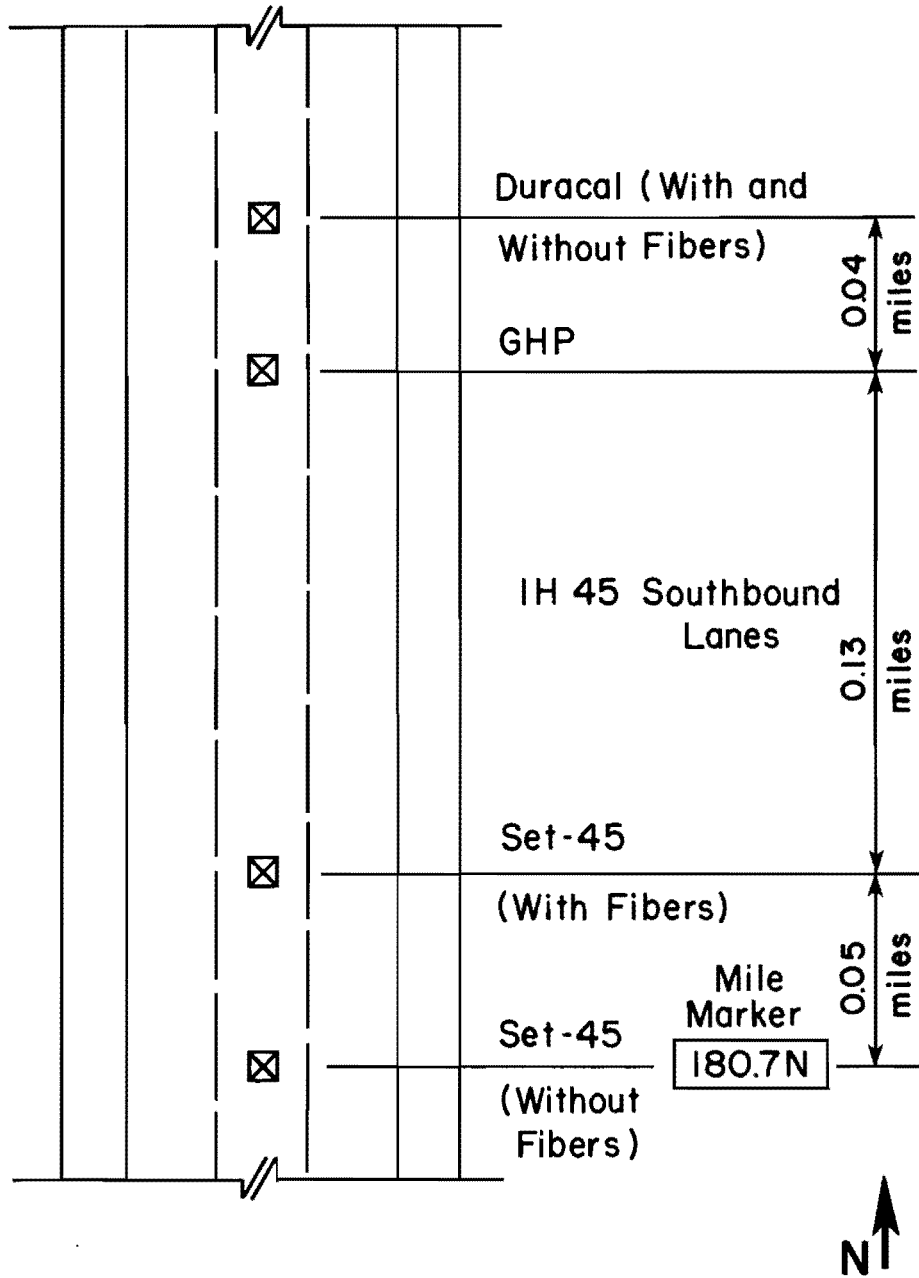 Duracal (With and
Without Fibers)
0.04
miles
GHP
IH 45 Southbound
Lanes
0.13
miles
Set-45
(With Fibers)
0.05
miles
Mile
Marker
180.7N
Set-45
(Without
Fibers)
N